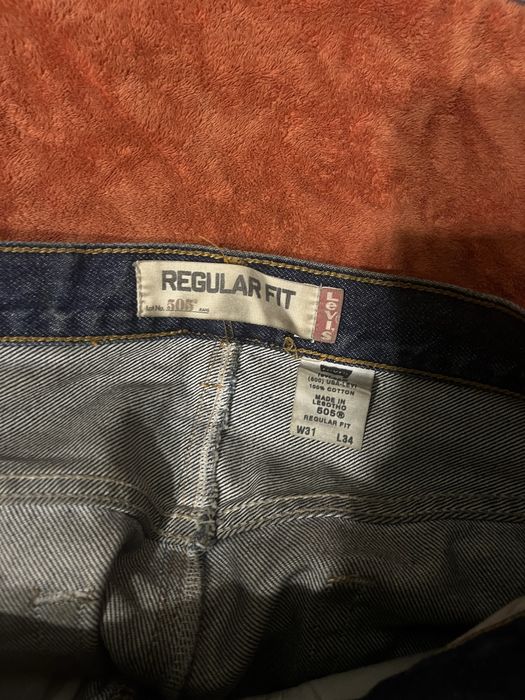 REGULAR FIT
Lot No. 505® JEANS
LEVI'S
(800) USA-LEVI
100% COTTON
MADE IN
LESOTHO
505®
REGULAR FIT
W31 L34